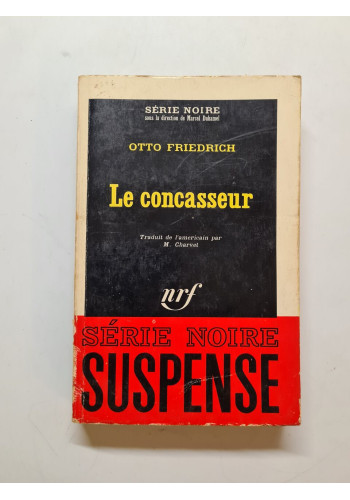 SÉRIE NOIRE
sous la direction de Marcel Duhamel
OTTO FRIEDRICH
Le concasseur
Traduit de l'américain par
M. Charvet
nrf
SÉRIE NOIRE
SUSPENSE